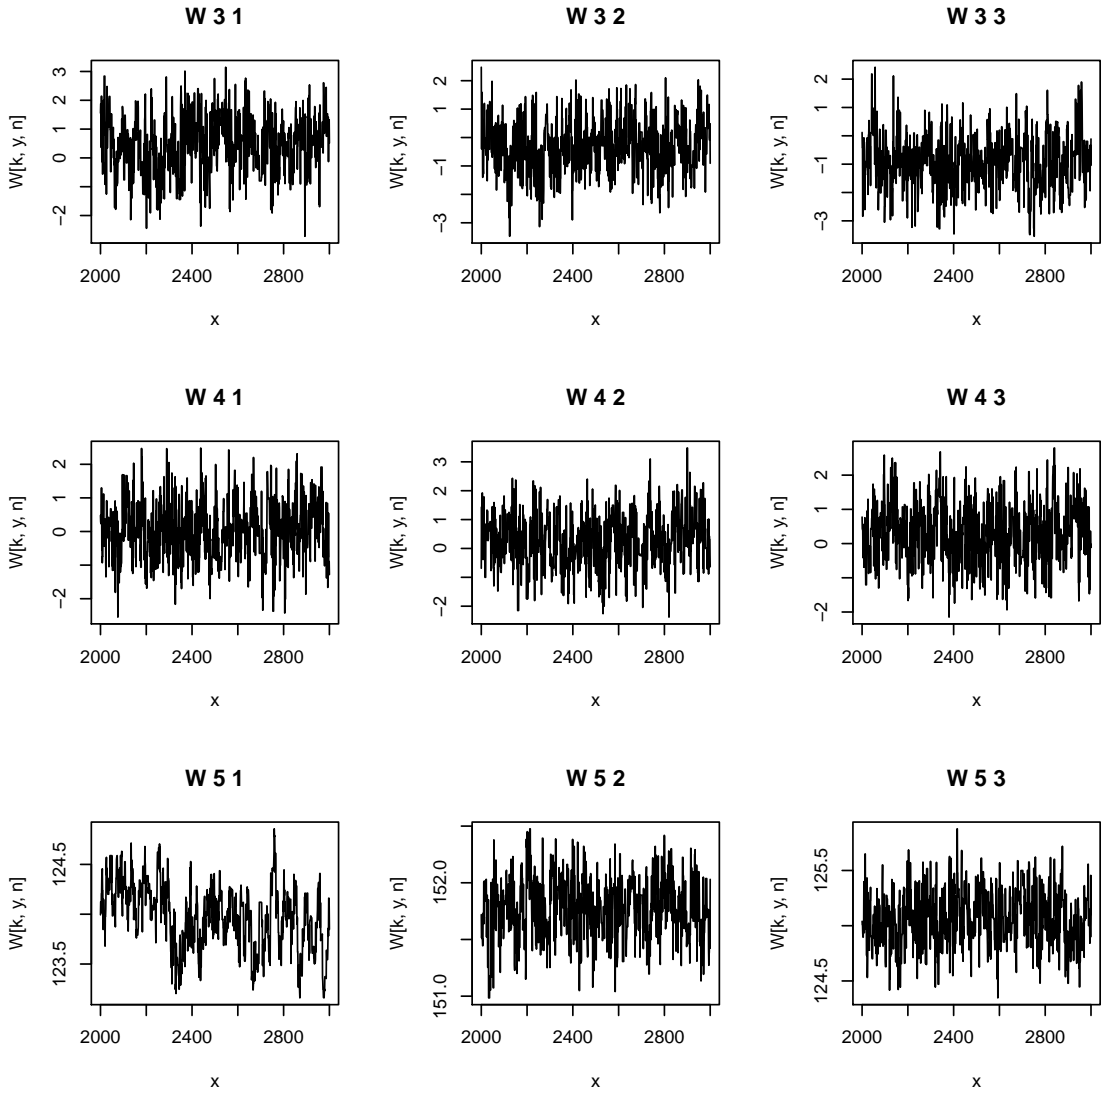 W 3 1
W[k, y, n]
3
2
1
0
−2
2000 2400 2800
x
W 3 2
W[k, y, n]
2
1
−1
−3
2000 2400 2800
x
W 3 3
W[k, y, n]
2
1
−1
−3
2000 2400 2800
x
W 4 1
W[k, y, n]
2
1
0
−2
2000 2400 2800
x
W 4 2
W[k, y, n]
3
2
1
0
−2
2000 2400 2800
x
W 4 3
W[k, y, n]
2
1
0
−2
2000 2400 2800
x
W 5 1
W[k, y, n]
124.5
123.5
2000 2400 2800
x
W 5 2
W[k, y, n]
152.0
151.0
2000 2400 2800
x
W 5 3
W[k, y, n]
125.5
124.5
2000 2400 2800
x